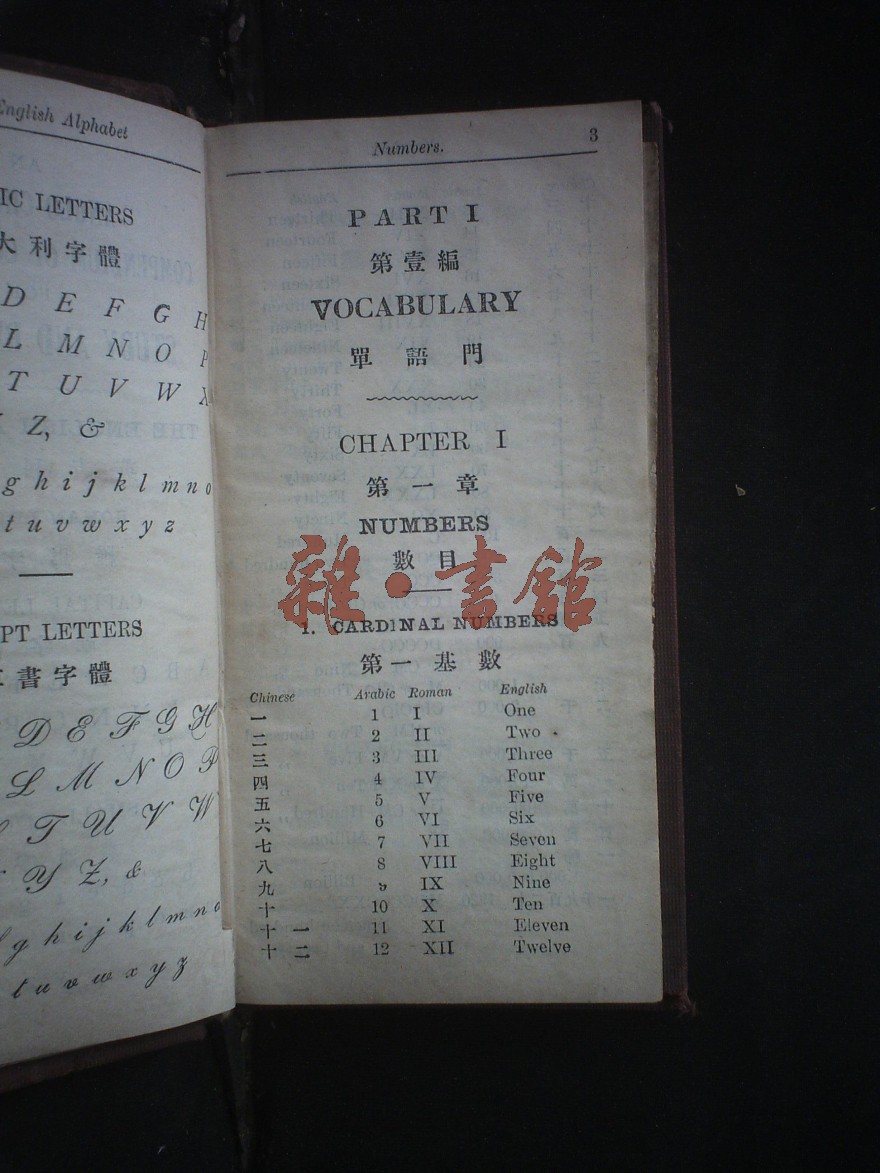 English Alphabet
IC LETTERS
大利字體
D E F G H
L M N O P
T U V W X
Z, &
g h i j k l m n o
t u v w x y z
PT LETTERS
書字體
D E F G H
L M N O P
T U V W
Y Z, &
g h i j k l m n o
t u v w x y z
Numbers. 3
PART I
第壹編
VOCABULARY
單語門
CHAPTER I
第一章
NUMBERS
數目
雜·書館
1. CARDINAL NUMBERS
第一基數
Chinese Arabic Roman English
一 1 I One
二 2 II Two
三 3 III Three
四 4 IV Four
五 5 V Five
六 6 VI Six
七 7 VII Seven
八 8 VIII Eight
九 9 IX Nine
十 10 X Ten
十一 11 XI Eleven
十二 12 XII Twelve